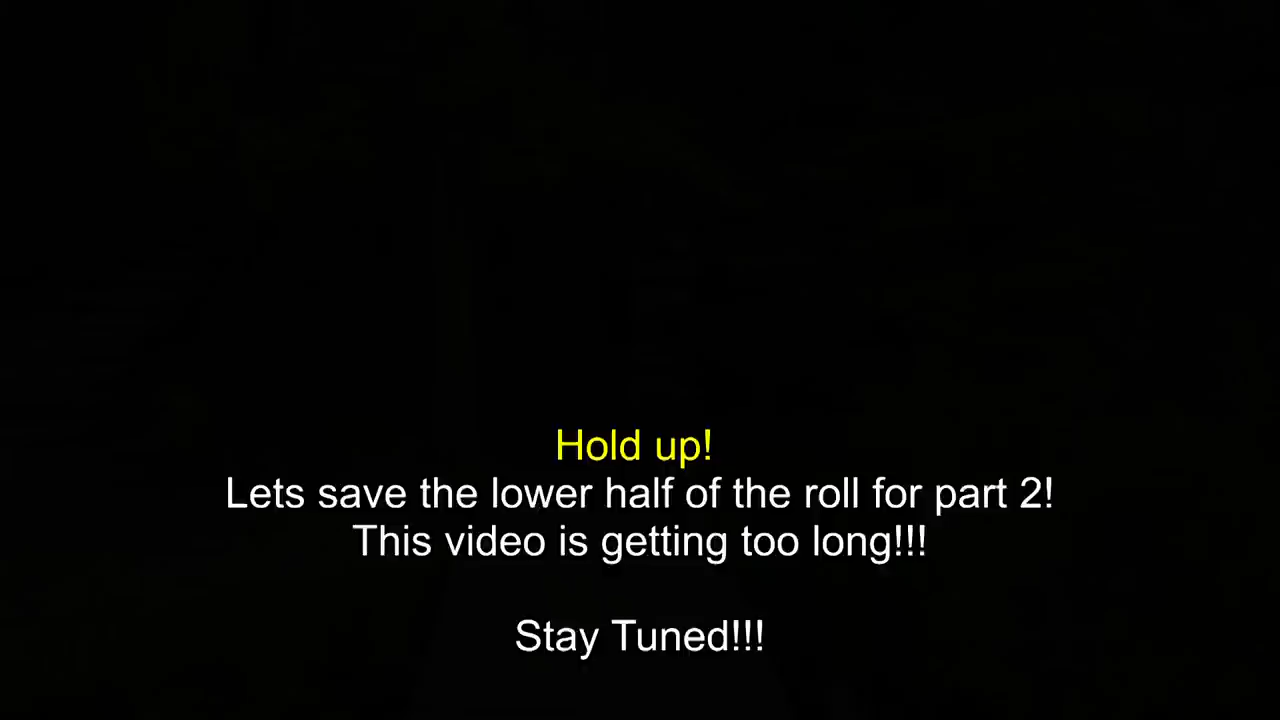 Hold up!
Lets save the lower half of the roll for part 2!
This video is getting too long!!!
Stay Tuned!!!